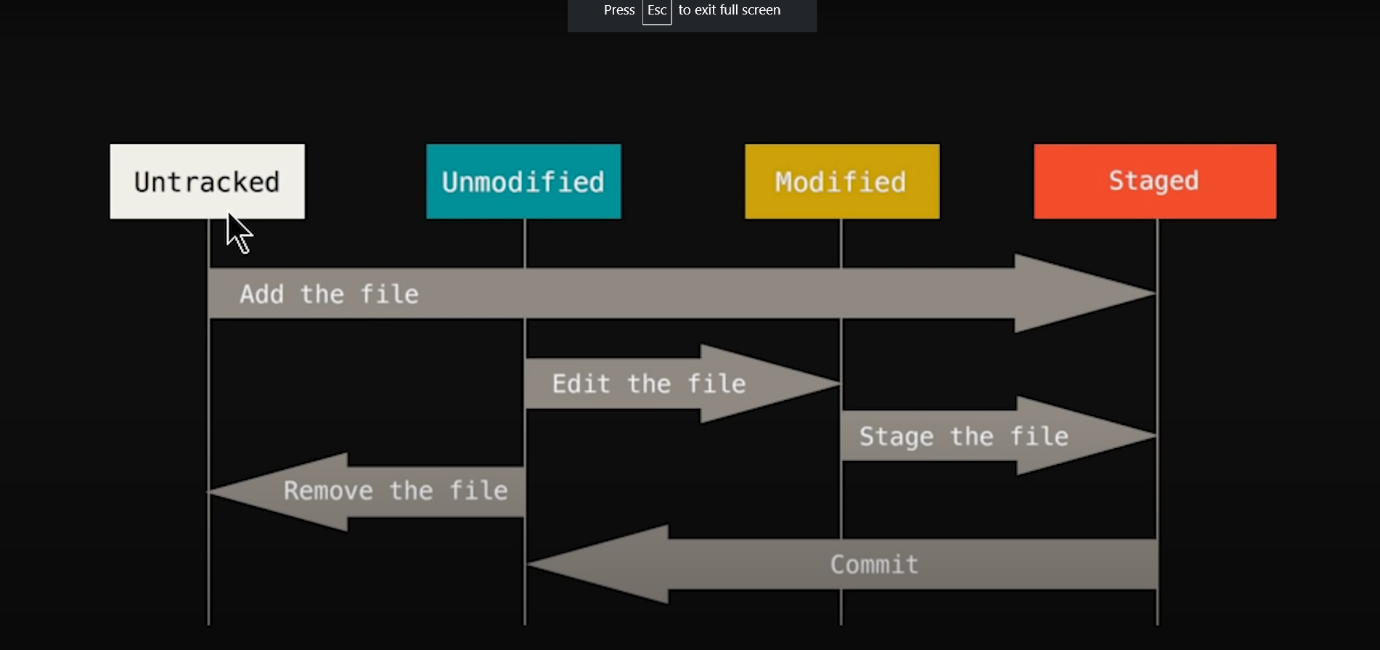 Press Esc to exit full screen
Untracked Unmodified Modified Staged
Add the file
Edit the file
Stage the file
Remove the file
Commit